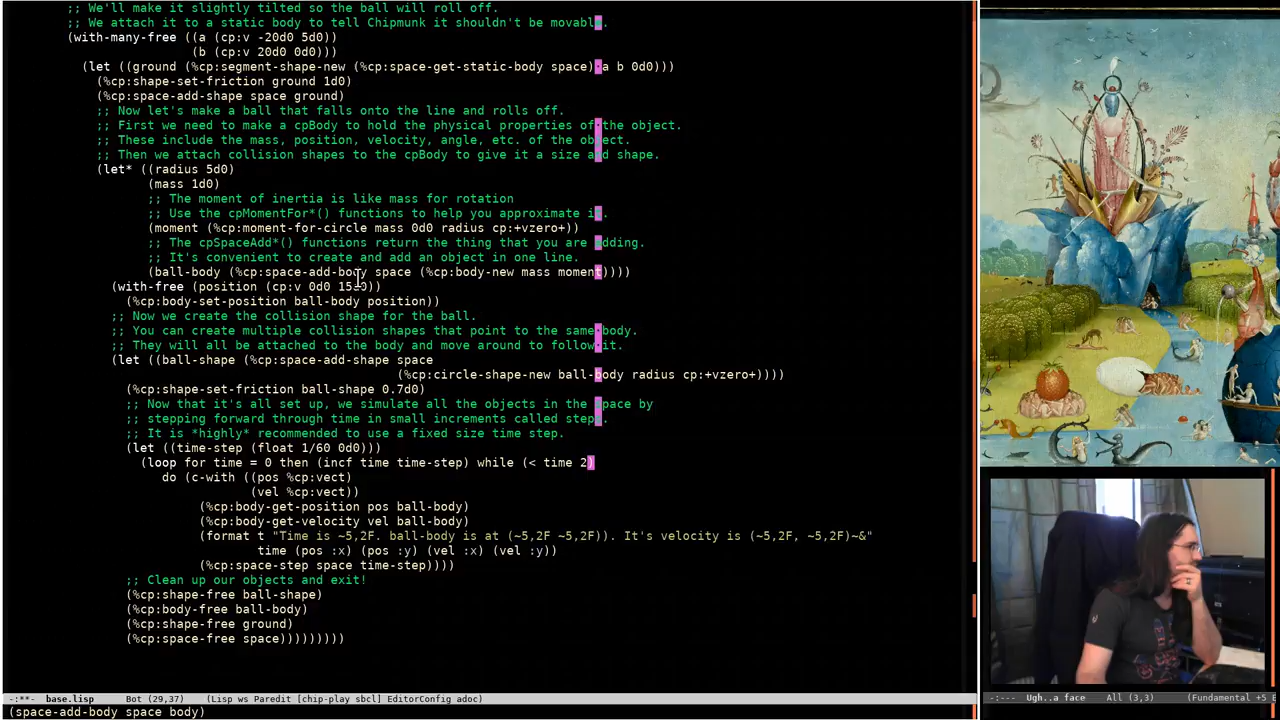 ;; We'll make it slightly tilted so the ball will roll off.
;; We attach it to a static body to tell Chipmunk it shouldn't be movable.
(with-many-free ((a (cp:v -20d0 5d0))
(b (cp:v 20d0 0d0)))
(let ((ground (%cp:segment-shape-new (%cp:space-get-static-body space) a b 0d0)))
(%cp:shape-set-friction ground 1d0)
(%cp:space-add-shape space ground)
;; Now let's make a ball that falls onto the line and rolls off.
;; First we need to make a cpBody to hold the physical properties of the object.
;; These include the mass, position, velocity, angle, etc. of the object.
;; Then we attach collision shapes to the cpBody to give it a size and shape.
(let* ((radius 5d0)
(mass 1d0)
;; The moment of inertia is like mass for rotation
;; Use the cpMomentFor*() functions to help you approximate it.
(moment (%cp:moment-for-circle mass 0d0 radius cp:+vzero+))
;; The cpSpaceAdd*() functions return the thing that you are adding.
;; It's convenient to create and add an object in one line.
(ball-body (%cp:space-add-body space (%cp:body-new mass moment))))
(with-free (position (cp:v 0d0 15d0))
(%cp:body-set-position ball-body position))
;; Now we create the collision shape for the ball.
;; You can create multiple collision shapes that point to the same body.
;; They will all be attached to the body and move around to follow it.
(let ((ball-shape (%cp:space-add-shape space
(%cp:circle-shape-new ball-body radius cp:+vzero+))))
(%cp:shape-set-friction ball-shape 0.7d0)
;; Now that it's all set up, we simulate all the objects in the space by
;; stepping forward through time in small increments called steps.
;; It is *highly* recommended to use a fixed size time step.
(let ((time-step (float 1/60 0d0)))
(loop for time = 0 then (incf time time-step) while (< time 2)
do (c-with ((pos %cp:vect)
(vel %cp:vect))
(%cp:body-get-position pos ball-body)
(%cp:body-get-velocity vel ball-body)
(format t "Time is ~5,2F. ball-body is at (~5,2F ~5,2F)). It's velocity is (~5,2F, ~5,2F)~&"
time (pos :x) (pos :y) (vel :x) (vel :y))
(%cp:space-step space time-step))))
;; Clean up our objects and exit!
(%cp:shape-free ball-shape)
(%cp:body-free ball-body)
(%cp:shape-free ground)
(%cp:space-free space)))))))))
-:**- base.lisp Bot (29,37) (Lisp ws Paredit [chip-play sbcl] EditorConfig adoc)
(space-add-body space body)
-:--- Ugh..a face All (3,3) (Fundamental +5 E